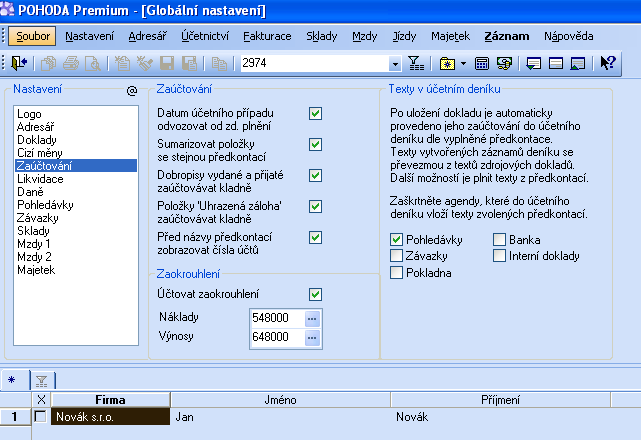 POHODA Premium - [Globální nastavení]
Soubor Nastavení Adresář Účetnictví Fakturace Sklady Mzdy Jízdy Majetek Záznam Nápověda
2974
Nastavení @
Logo
Adresář
Doklady
Cizí měny
Zaúčtování
Likvidace
Daně
Pohledávky
Závazky
Sklady
Mzdy 1
Mzdy 2
Majetek
Zaúčtování
Datum účetního případu
odvozovat od zd. plnění
Sumarizovat položky
se stejnou předkontací
Dobropisy vydané a přijaté
zaúčtovávat kladně
Položky 'Uhrazená záloha'
zaúčtovávat kladně
Před názvy předkontací
zobrazovat čísla účtů
Zaokrouhlení
Účtovat zaokrouhlení
Náklady 548000 ...
Výnosy 648000 ...
Texty v účetním deníku
Po uložení dokladu je automaticky
provedeno jeho zaúčtování do účetního
deníku dle vyplněné předkontace.
Texty vytvořených záznamů deníku se
převezmou z textů zdrojových dokladů.
Další možností je plnit texty z předkontací.
Zaškrtněte agendy, které do účetního
deníku vloží texty zvolených předkontací.
Pohledávky Banka
Závazky Interní doklady
Pokladna
*
X Firma Jméno Příjmení
1 Novák s.r.o. Jan Novák